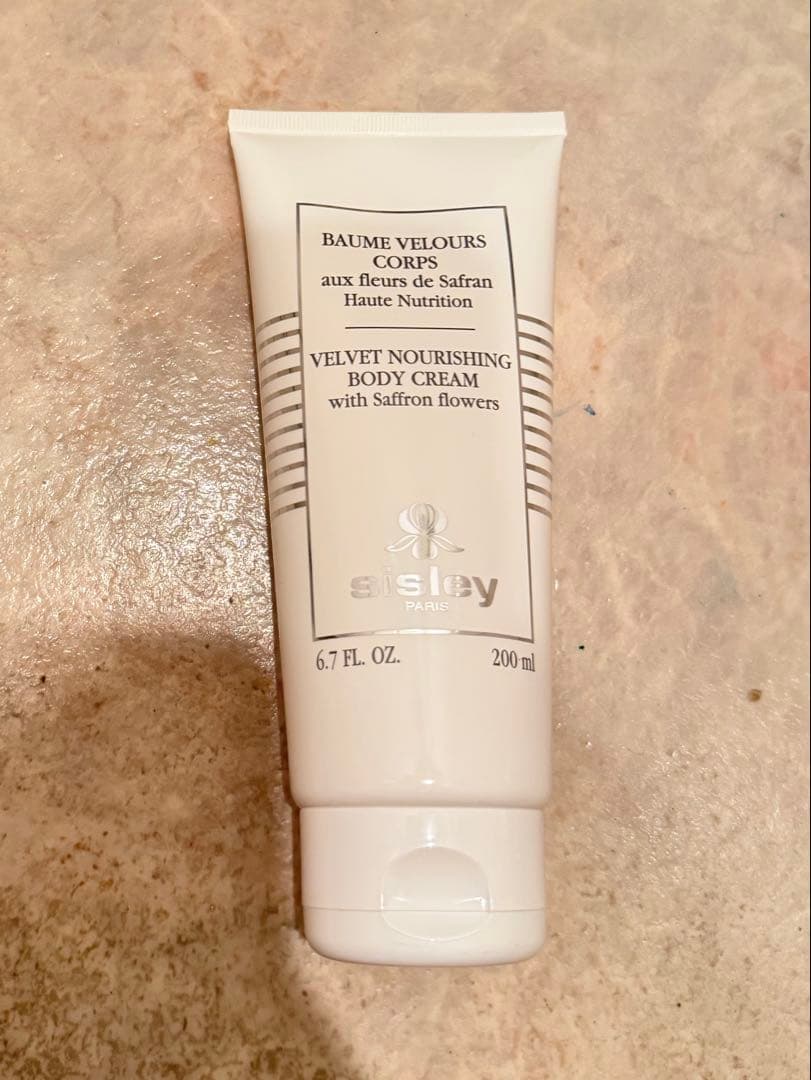 BAUME VELOURS
CORPS
aux fleurs de Safran
Haute Nutrition
VELVET NOURISHING
BODY CREAM
with Saffron flowers
sisley
PARIS
6.7 FL. OZ. 200 ml